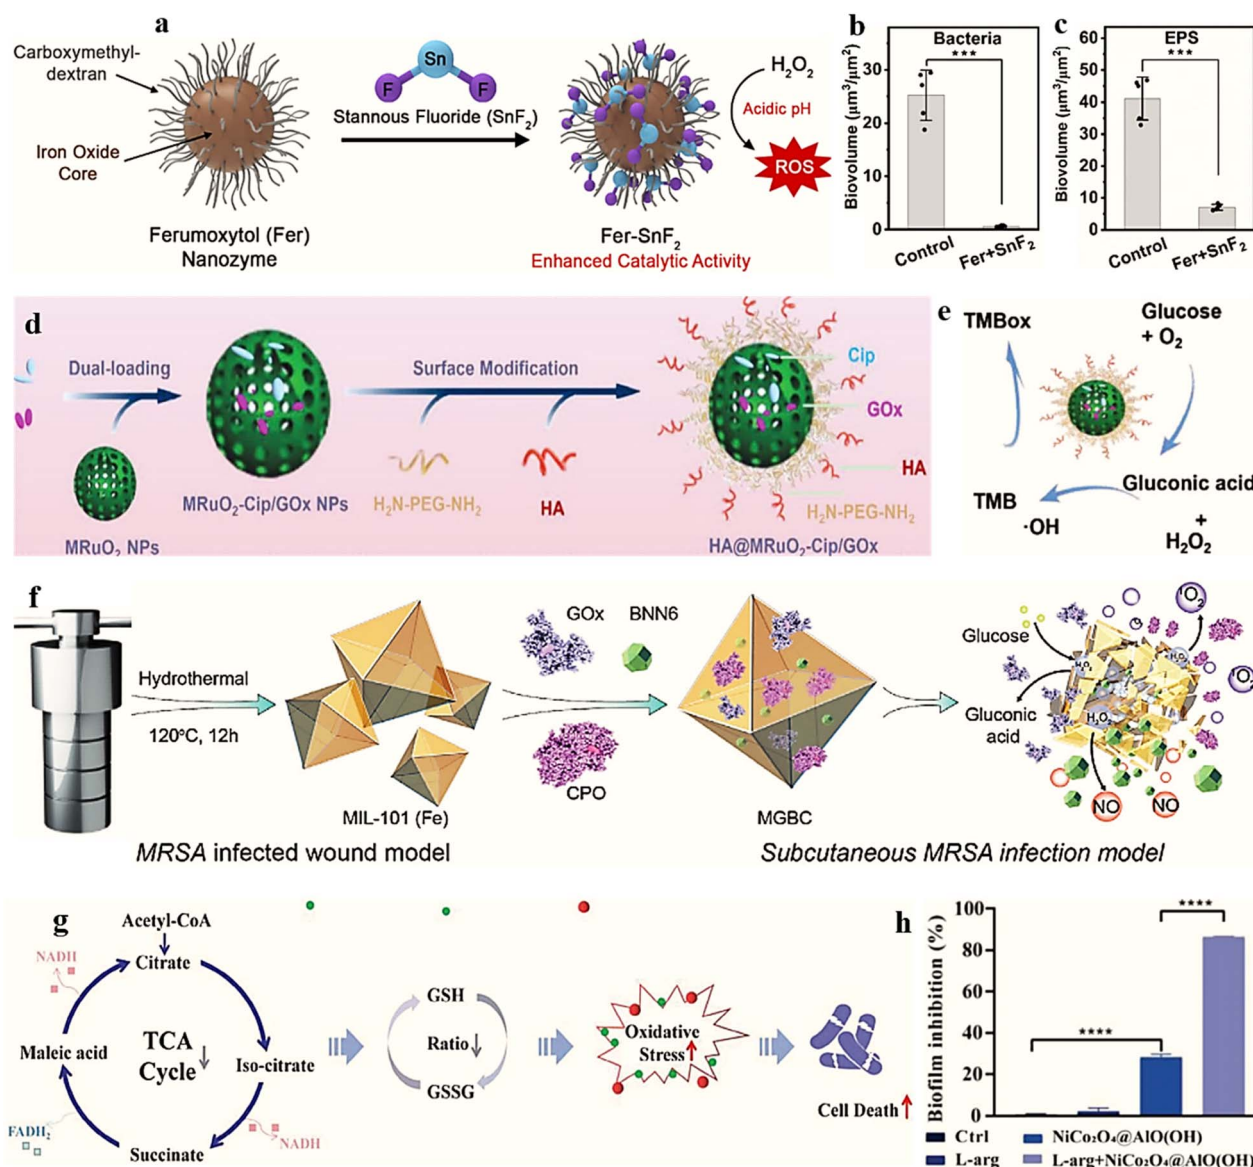 a
Carboxymethyl-
dextran
Iron Oxide
Core
Ferumoxytol (Fer)
Nanozyme
Sn
F
F
Stannous Fluoride (SnF₂)
Fer-SnF₂
Enhanced Catalytic Activity
H₂O₂
Acidic pH
ROS
b
Bacteria
***
Biovolume (μm³/μm²)
30
20
10
0
Control
Fer+SnF₂
c
EPS
***
Biovolume (μm³/μm²)
60
50
40
30
20
10
0
Control
Fer+SnF₂
d
Dual-loading
MRuO₂ NPs
MRuO₂-Cip/GOx NPs
Surface Modification
H₂N-PEG-NH₂
HA
Cip
GOx
HA
H₂N-PEG-NH₂
HA@MRuO₂-Cip/GOx
e
TMBox
Glucose
+ O₂
Gluconic acid
+
H₂O₂
TMB
·OH
f
Hydrothermal
120°C, 12h
MIL-101 (Fe)
GOx
BNN6
CPO
MGBC
Glucose
H₂O₂
H₂O₂
H₂O₂
Gluconic
acid
¹O₂
¹O₂
NO
NO
MRSA infected wound model
Subcutaneous MRSA infection model
g
Acetyl-CoA
Citrate
NADH
Maleic acid
TCA
Cycle
Iso-citrate
FADH₂
Succinate
NADH
GSH
Ratio
GSSG
Oxidative
Stress
Cell Death
h
Biofilm inhibition (%)
100
80
60
40
20
0
****
****
Ctrl
NiCo₂O₄@AlO(OH)
L-arg
L-arg+NiCo₂O₄@AlO(OH)